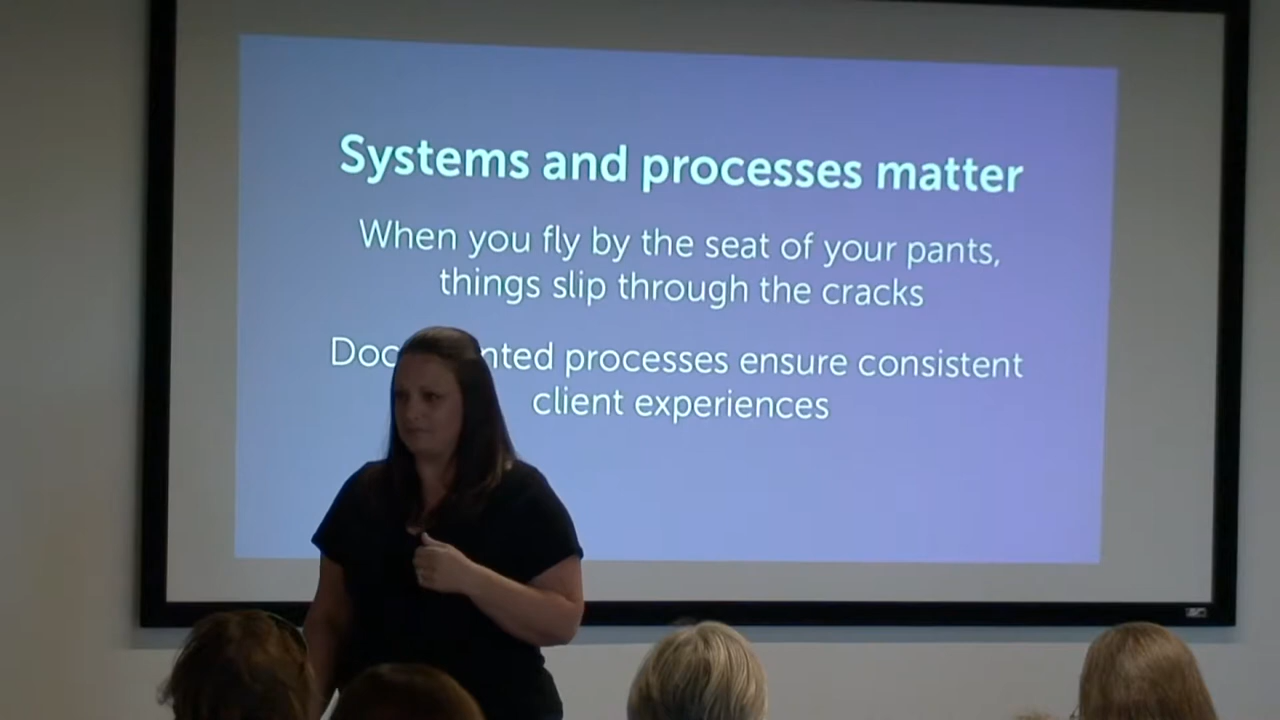 Systems and processes matter
When you fly by the seat of your pants,
things slip through the cracks
processes ensure consistent
client experiences